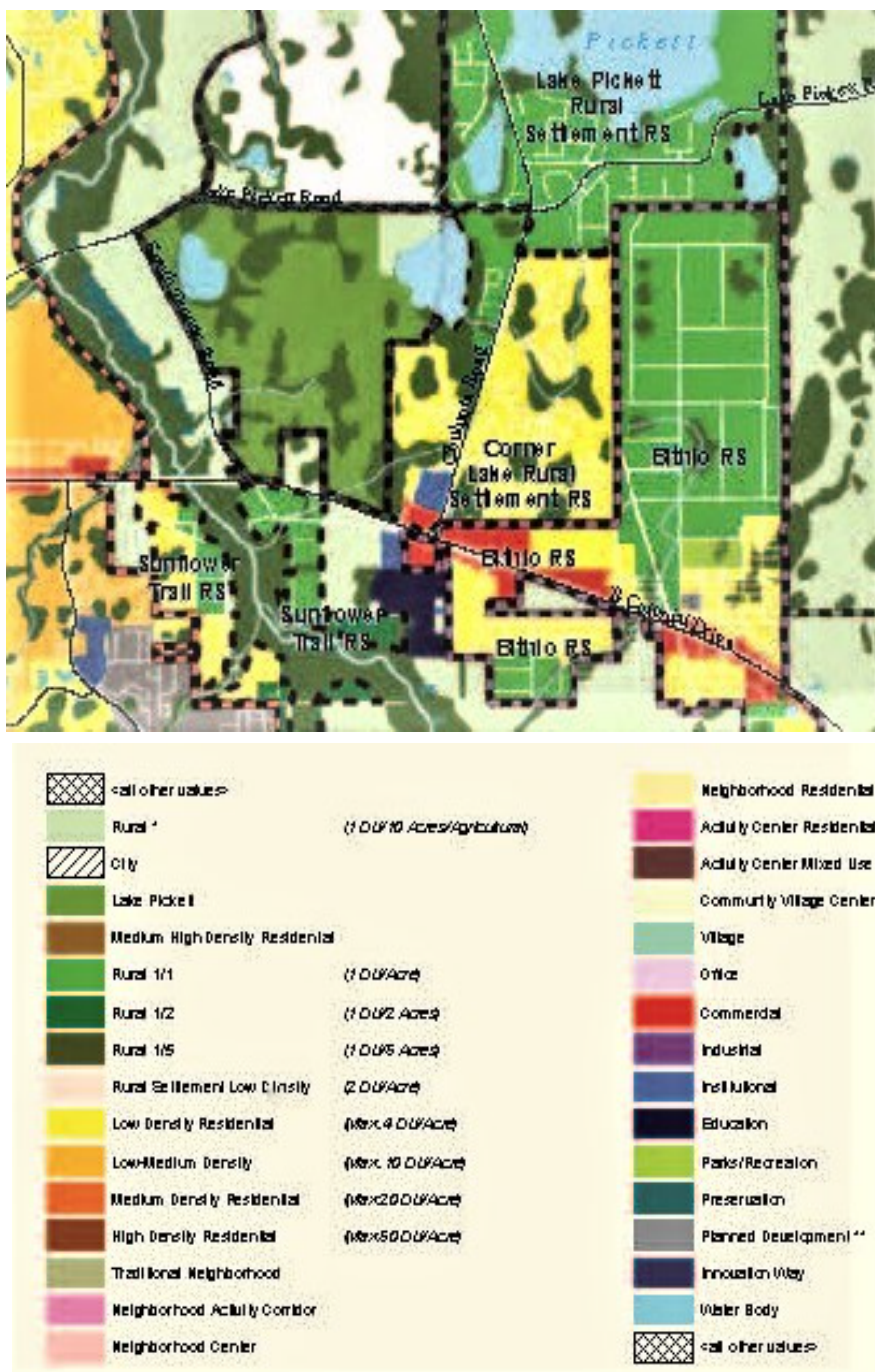 Pickett
Lake Pickett
Rural
Settlement RS
Lake Pickett R
Lake Pickett Road
Corner
Lake Rural
Settlement RS
Bithlo RS
Sunflower
Trail RS
Bithlo RS
Sunflower
Trail RS
Bithlo RS
<all other values>
Rural * (1 DU/10 Acres/Agricultural)
City
Lake Pickett
Medium High Density Residential
Rural 1/1 (1 DU/Acre)
Rural 1/2 (1 DU/2 Acres)
Rural 1/5 (1 DU/5 Acres)
Rural Settlement Low Density (2 DU/Acre)
Low Density Residential (Max. 4 DU/Acre)
Low-Medium Density (Max. 10 DU/Acre)
Medium Density Residential (Max 20 DU/Acre)
High Density Residential (Max 50 DU/Acre)
Traditional Neighborhood
Neighborhood Activity Corridor
Neighborhood Center
Neighborhood Residential
Activity Center Residential
Activity Center Mixed Use
Community Village Center
Village
Office
Commercial
Industrial
Institutional
Education
Parks/Recreation
Preservation
Planned Development **
Innovation Way
Water Body
<all other values>